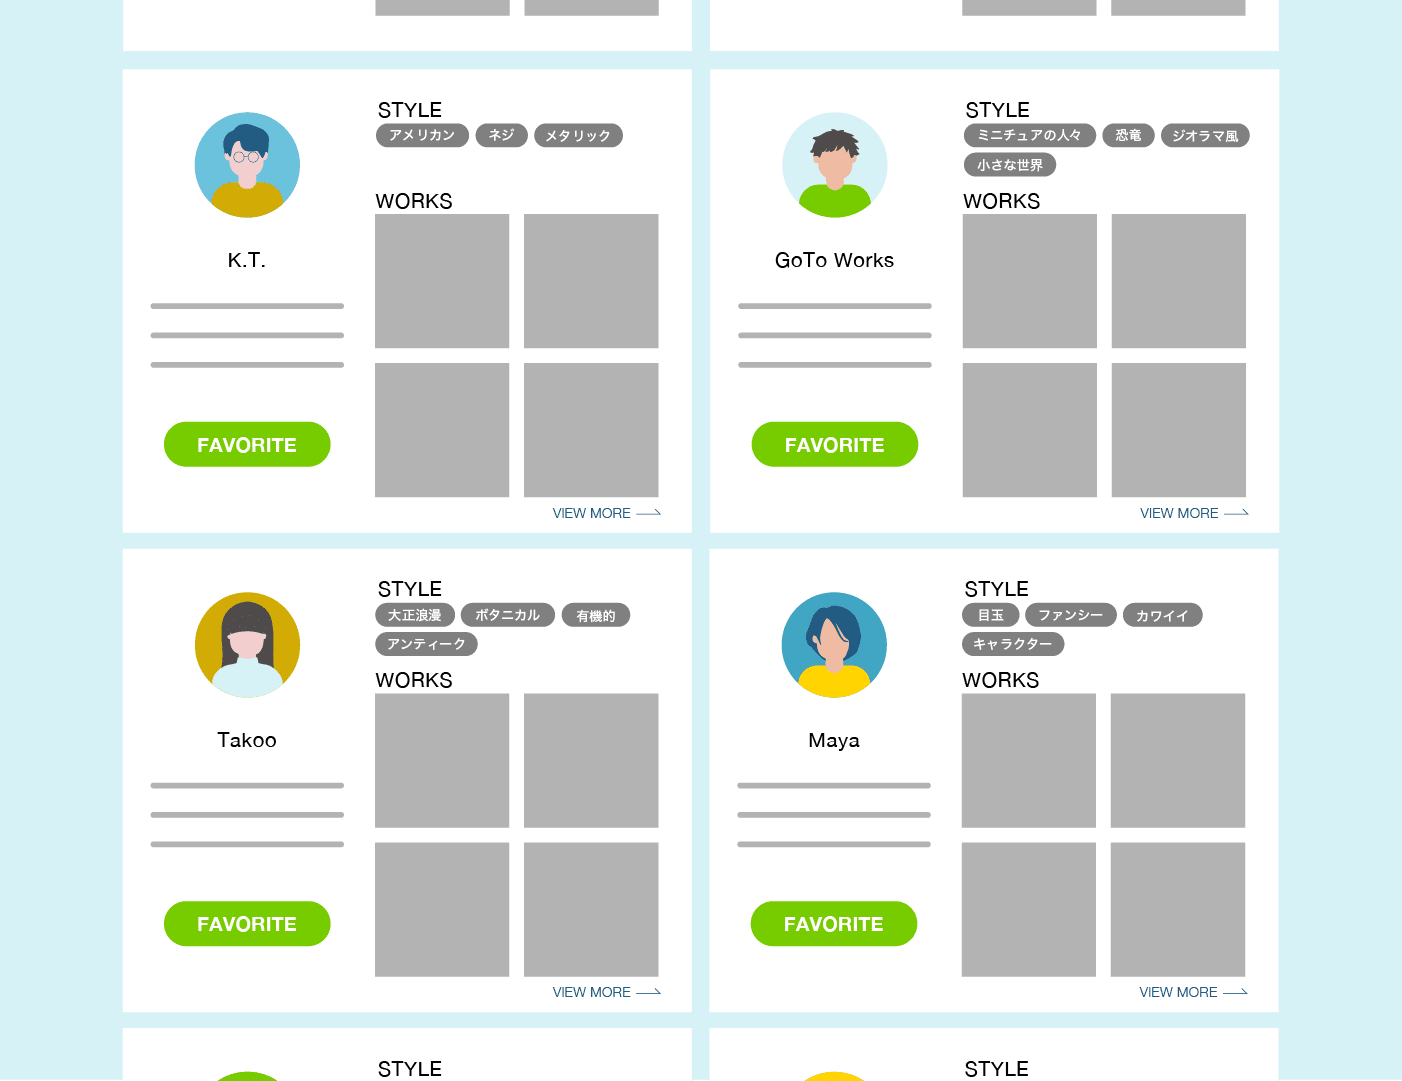 STYLE
アメリカン ネジ メタリック
WORKS
K.T.
FAVORITE
VIEW MORE
STYLE
ミニチュアの人々 恐竜 ジオラマ風
小さな世界
WORKS
GoTo Works
FAVORITE
VIEW MORE
STYLE
大正浪漫 ボタニカル 有機的
アンティーク
WORKS
Takoo
FAVORITE
VIEW MORE
STYLE
目玉 ファンシー カワイイ
キャラクター
WORKS
Maya
FAVORITE
VIEW MORE
STYLE
STYLE